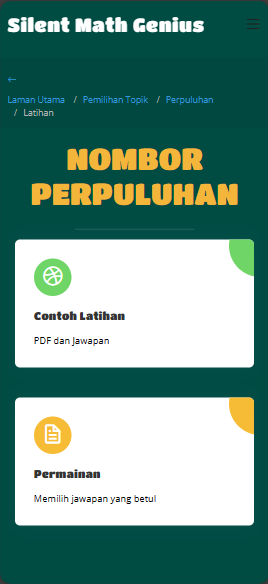 Silent Math Genius
←
Laman Utama / Pemilihan Topik / Perpuluhan
/ Latihan
NOMBOR
PERPULUHAN
Contoh Latihan
PDF dan Jawapan
Permainan
Memilih jawapan yang betul